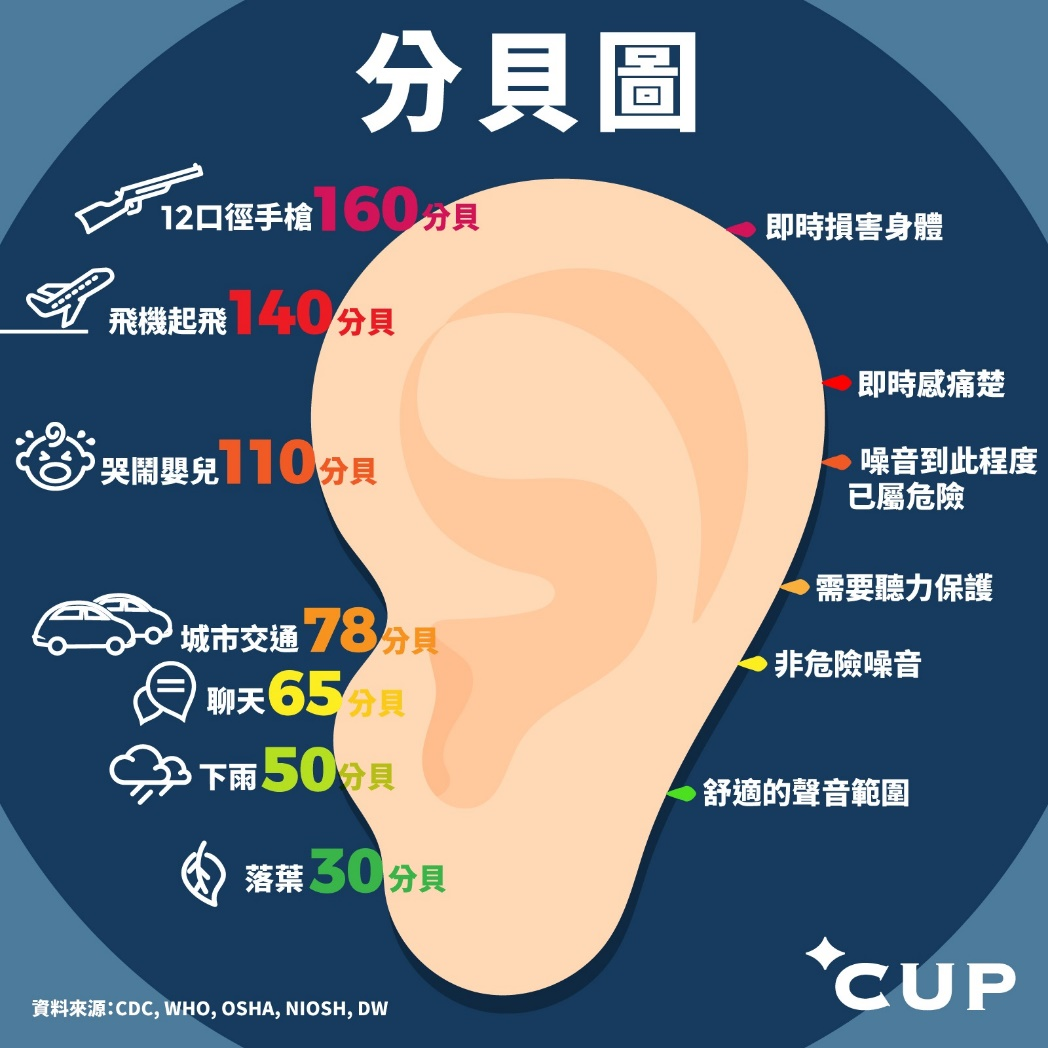 分貝圖
12口徑手槍160分貝
即時損害身體
飛機起飛140分貝
即時感痛楚
哭鬧嬰兒110分貝
噪音到此程度
已屬危險
城市交通78分貝
需要聽力保護
聊天65分貝
非危險噪音
下雨50分貝
舒適的聲音範圍
落葉30分貝
資料來源:CDC, WHO, OSHA, NIOSH, DW
CUP